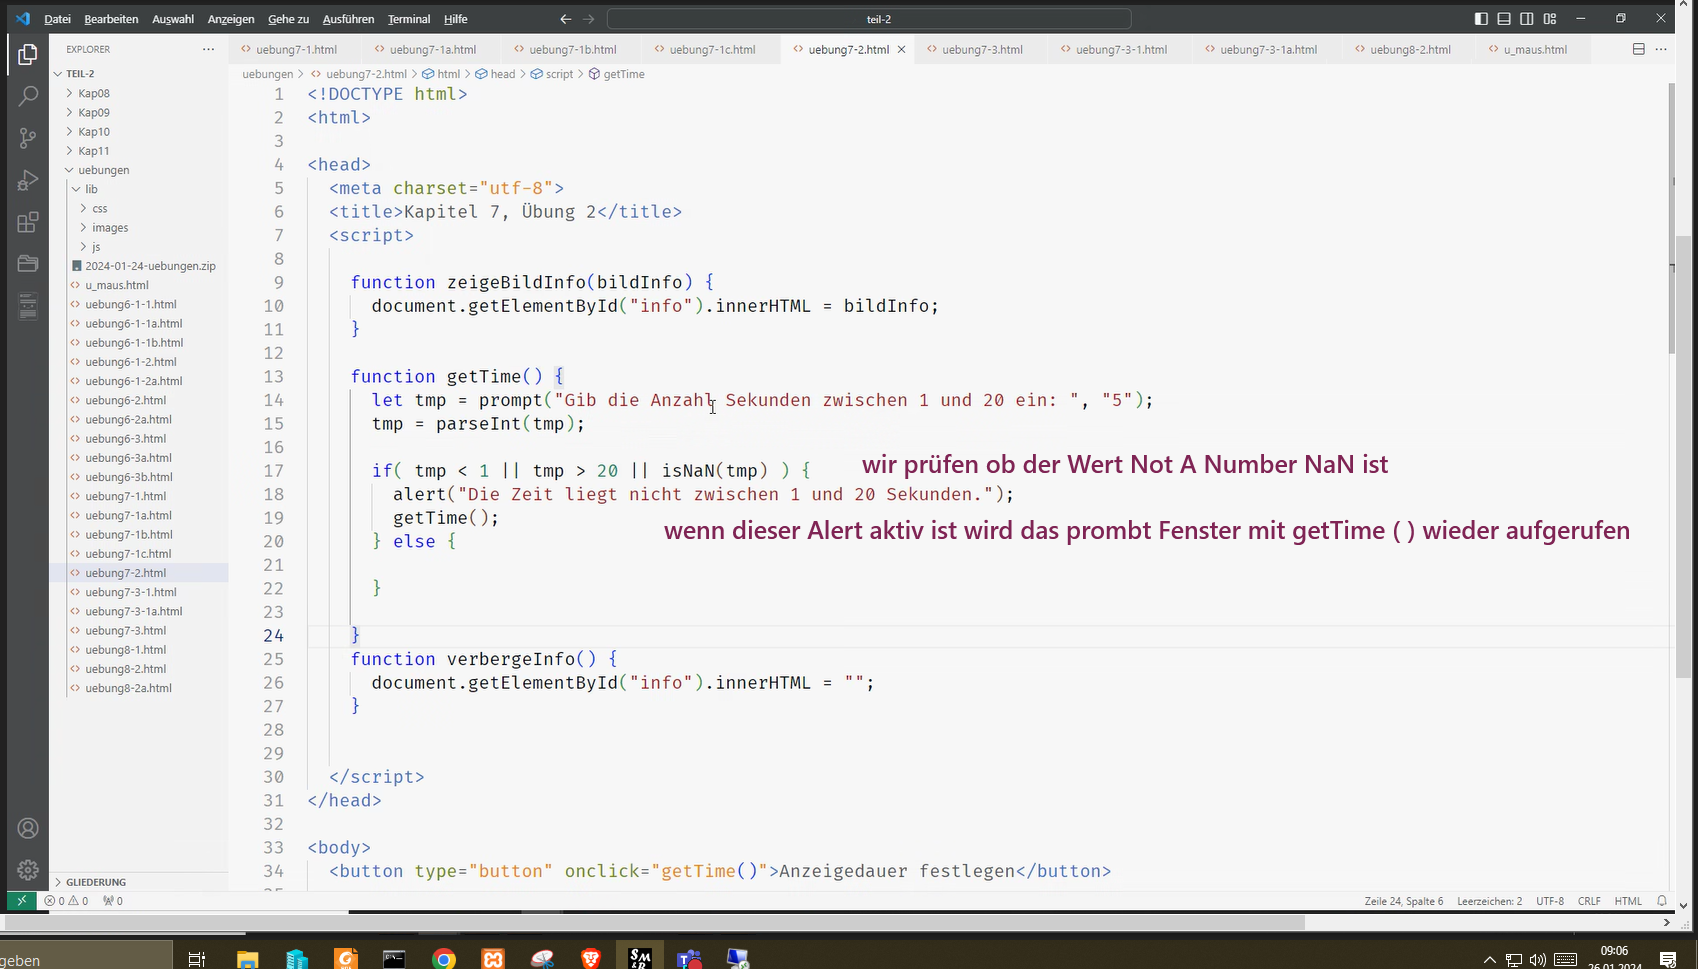 Datei Bearbeiten Auswahl Anzeigen Gehe zu Ausführen Terminal Hilfe teil-2
EXPLORER ··· uebung7-1.html uebung7-1a.html uebung7-1b.html uebung7-1c.html uebung7-2.html uebung7-3.html uebung7-3-1.html uebung7-3-1a.html uebung8-2.html u_maus.html ···
TEIL-2
uebungen > uebung7-2.html > html > head > script > getTime
Kap08
Kap09
Kap10
Kap11
uebungen
lib
css
images
js
2024-01-24-uebungen.zip
u_maus.html
uebung6-1-1.html
uebung6-1-1a.html
uebung6-1-1b.html
uebung6-1-2.html
uebung6-1-2a.html
uebung6-2.html
uebung6-2a.html
uebung6-3.html
uebung6-3a.html
uebung6-3b.html
uebung7-1.html
uebung7-1a.html
uebung7-1b.html
uebung7-1c.html
uebung7-2.html
uebung7-3-1.html
uebung7-3-1a.html
uebung7-3.html
uebung8-1.html
uebung8-2.html
uebung8-2a.html
GLIEDERUNG
1 <!DOCTYPE html>
2 <html>
3
4 <head>
5 <meta charset="utf-8">
6 <title>Kapitel 7, Übung 2</title>
7 <script>
8
9 function zeigeBildInfo(bildInfo) {
10 document.getElementById("info").innerHTML = bildInfo;
11 }
12
13 function getTime() {
14 let tmp = prompt("Gib die Anzahl Sekunden zwischen 1 und 20 ein: ", "5");
15 tmp = parseInt(tmp);
16
17 if( tmp < 1 || tmp > 20 || isNaN(tmp) ) {
wir prüfen ob der Wert Not A Number NaN ist
18 alert("Die Zeit liegt nicht zwischen 1 und 20 Sekunden.");
19 getTime();
wenn dieser Alert aktiv ist wird das prombt Fenster mit getTime ( ) wieder aufgerufen
20 } else {
21
22 }
23
24 }
25 function verbergeInfo() {
26 document.getElementById("info").innerHTML = "";
27 }
28
29
30 </script>
31 </head>
32
33 <body>
34 <button type="button" onclick="getTime()">Anzeigedauer festlegen</button>
0 0 0 Zeile 24, Spalte 6 Leerzeichen: 2 UTF-8 CRLF HTML
geben 09:06
26.01.2024